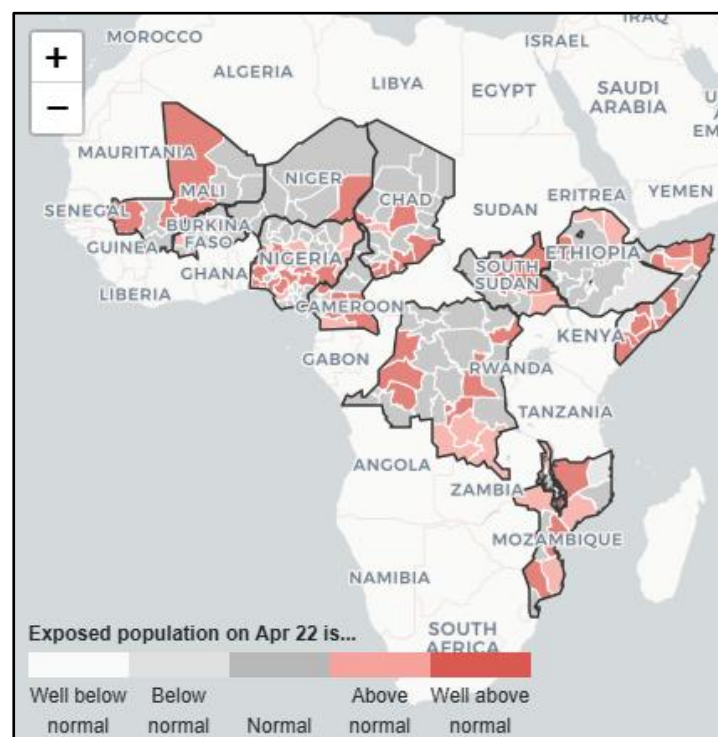 MOROCCO
ISRAEL
IRAQ
+
−
ALGERIA
LIBYA
EGYPT
SAUDI
ARABIA
MAURITANIA
NIGER
MALI
CHAD
SUDAN
ERITREA
YEMEN
SENEGAL
BURKINA
FASO
GUINEA
NIGERIA
ETHIOPIA
GHANA
SOUTH
SUDAN
LIBERIA
CAMEROON
KENYA
GABON
RWANDA
TANZANIA
ANGOLA
ZAMBIA
MOZAMBIQUE
NAMIBIA
SOUTH
AFRICA
Exposed population on Apr 22 is...
Well below normal
Below normal
Normal
Above normal
Well above normal